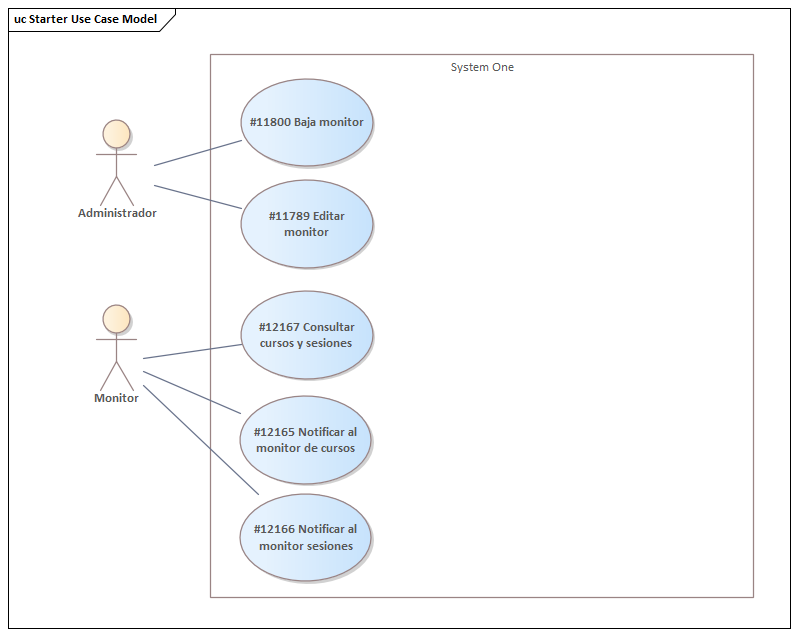 uc Starter Use Case Model
System One
#11800 Baja monitor
#11789 Editar
monitor
Administrador
#12167 Consultar
cursos y sesiones
Monitor
#12165 Notificar al
monitor de cursos
#12166 Notificar al
monitor sesiones